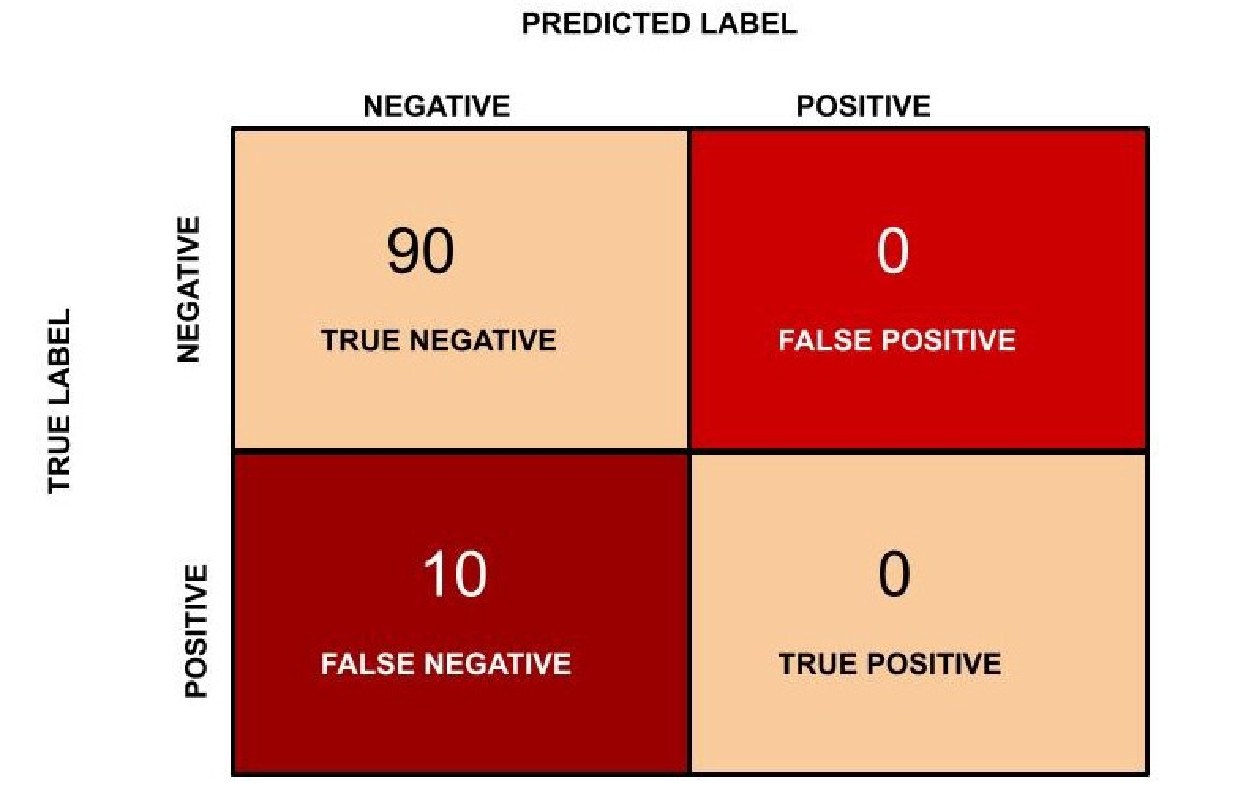 PREDICTED LABEL
NEGATIVE
POSITIVE
TRUE LABEL
NEGATIVE
90
TRUE NEGATIVE
0
FALSE POSITIVE
POSITIVE
10
FALSE NEGATIVE
0
TRUE POSITIVE